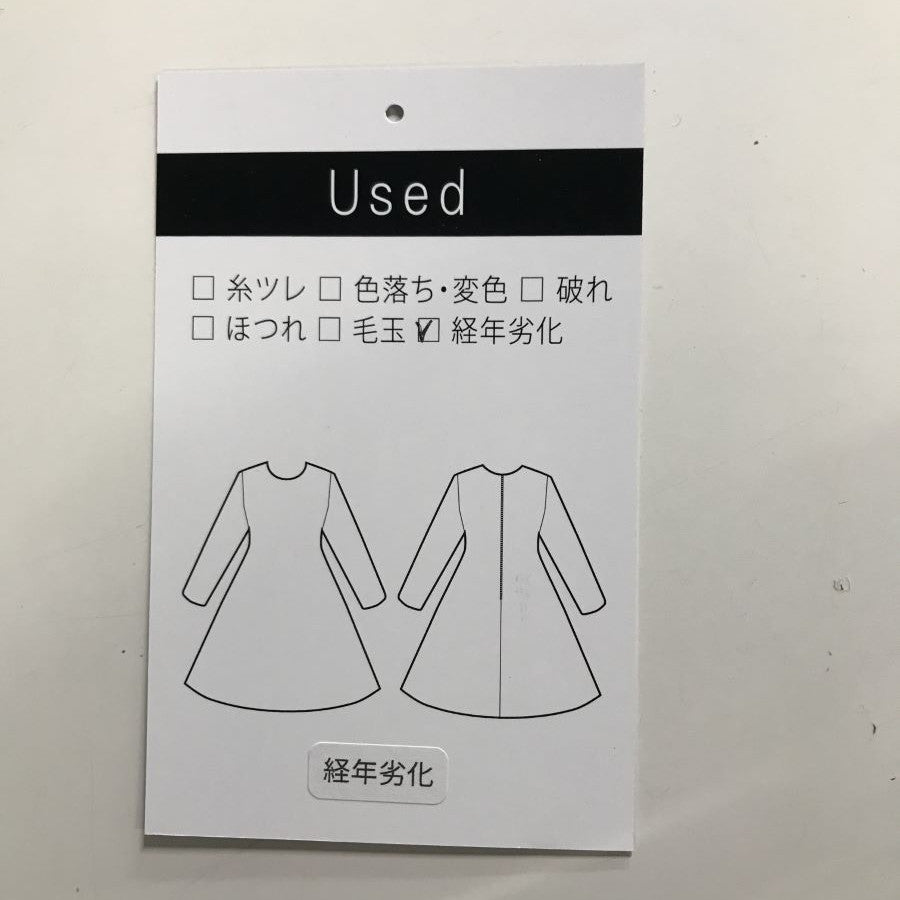 Used
□ 糸ツレ □ 色落ち・変色 □ 破れ
□ ほつれ □ 毛玉 ☑ 経年劣化
経年劣化